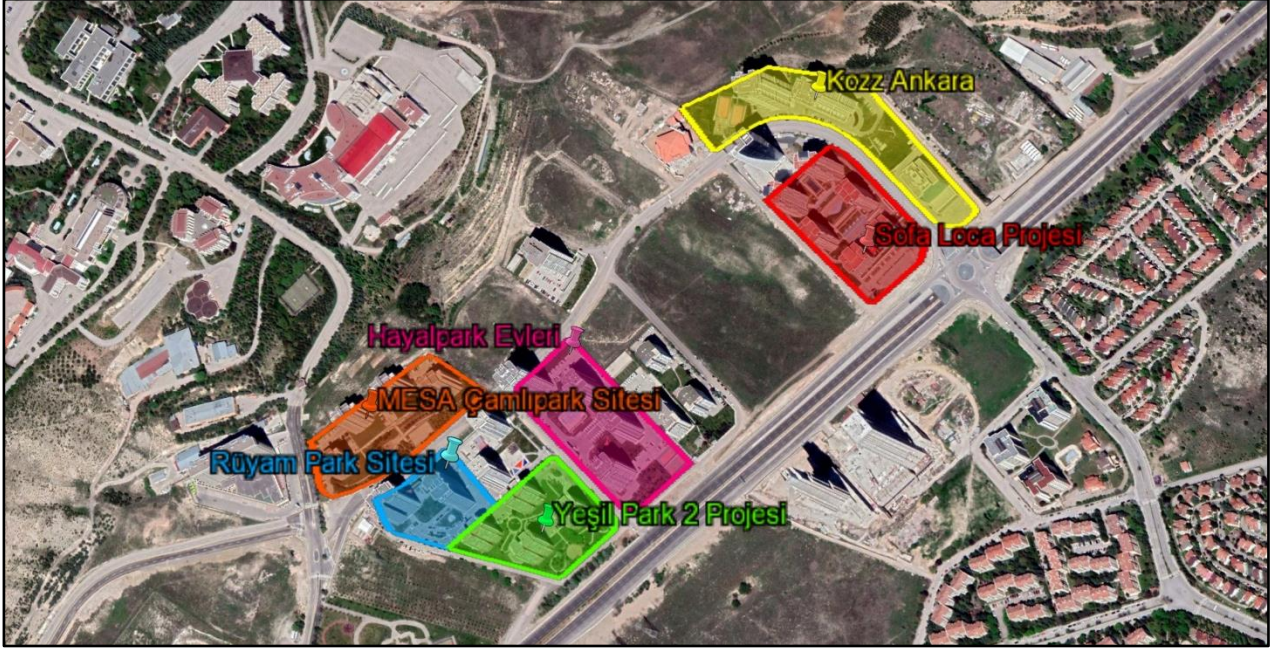 Kozz Ankara
Sofa Loca Projesi
Hayalpark Evleri
MESA Çamlıpark Sitesi
Rüyam Park Sitesi
Yeşil Park 2 Projesi